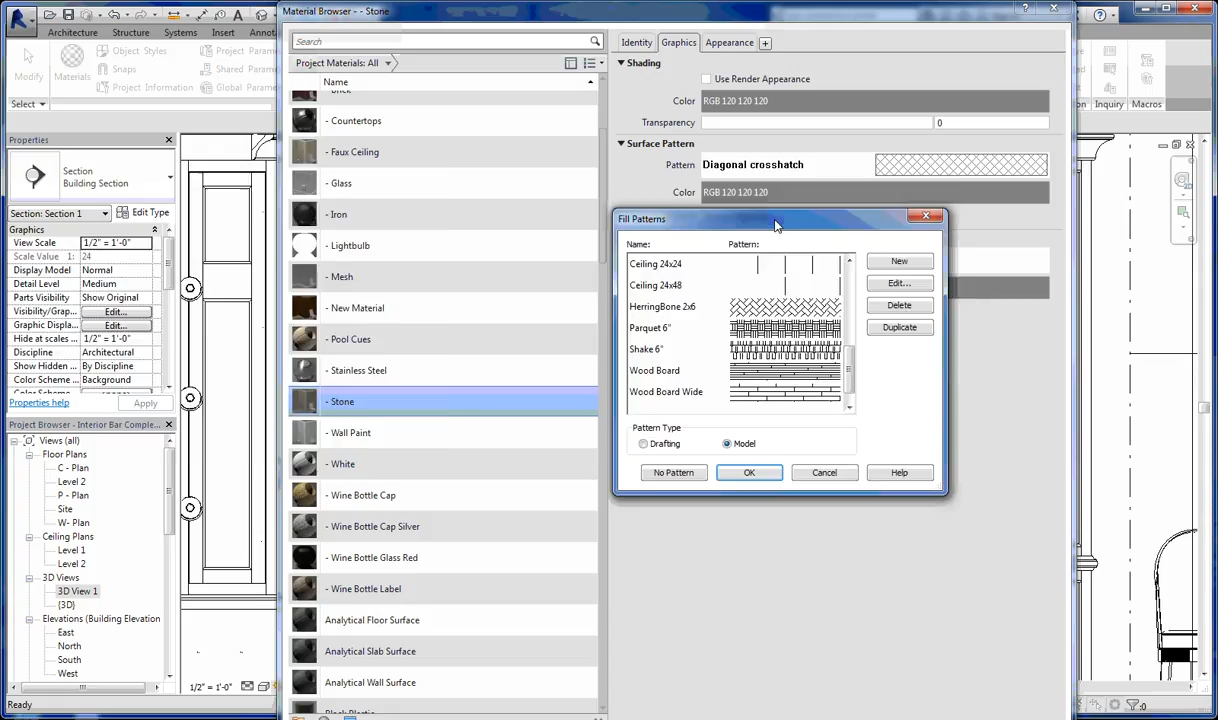 Material Browser - - Stone
Architecture Structure Systems Insert Annota
Inquiry Macros
Object Styles
Snaps
Project Information
Project Param
Shared Param
Global Param
Modify Materials
Select
Properties
Section
Building Section
Section: Section 1 Edit Type
Graphics
View Scale 1/2" = 1'-0"
Scale Value 1: 24
Display Model Normal
Detail Level Medium
Parts Visibility Show Original
Visibility/Grap... Edit...
Graphic Displa... Edit...
Hide at scales ... 1/2" = 1'-0"
Discipline Architectural
Show Hidden ... By Discipline
Color Scheme ... Background
Properties help Apply
Project Browser - Interior Bar Comple...
Views (all)
Floor Plans
C - Plan
Level 2
P - Plan
Site
W- Plan
Ceiling Plans
Level 1
Level 2
3D Views
3D View 1
{3D}
Elevations (Building Elevation
East
North
South
West
Ready
1/2" = 1'-0"
:0
Search
Project Materials: All
Name
- Countertops
- Faux Ceiling
- Glass
- Iron
- Lightbulb
- Mesh
- New Material
- Pool Cues
- Stainless Steel
- Stone
- Wall Paint
- White
- Wine Bottle Cap
- Wine Bottle Cap Silver
- Wine Bottle Glass Red
- Wine Bottle Label
Analytical Floor Surface
Analytical Slab Surface
Analytical Wall Surface
Identity Graphics Appearance
Shading
Use Render Appearance
Color RGB 120 120 120
Transparency 0
Surface Pattern
Pattern Diagonal crosshatch
Color RGB 120 120 120
Fill Patterns
Name: Pattern:
Ceiling 24x24
Ceiling 24x48
HerringBone 2x6
Parquet 6"
Shake 6"
Wood Board
Wood Board Wide
New
Edit...
Delete
Duplicate
Pattern Type
Drafting Model
No Pattern OK Cancel Help